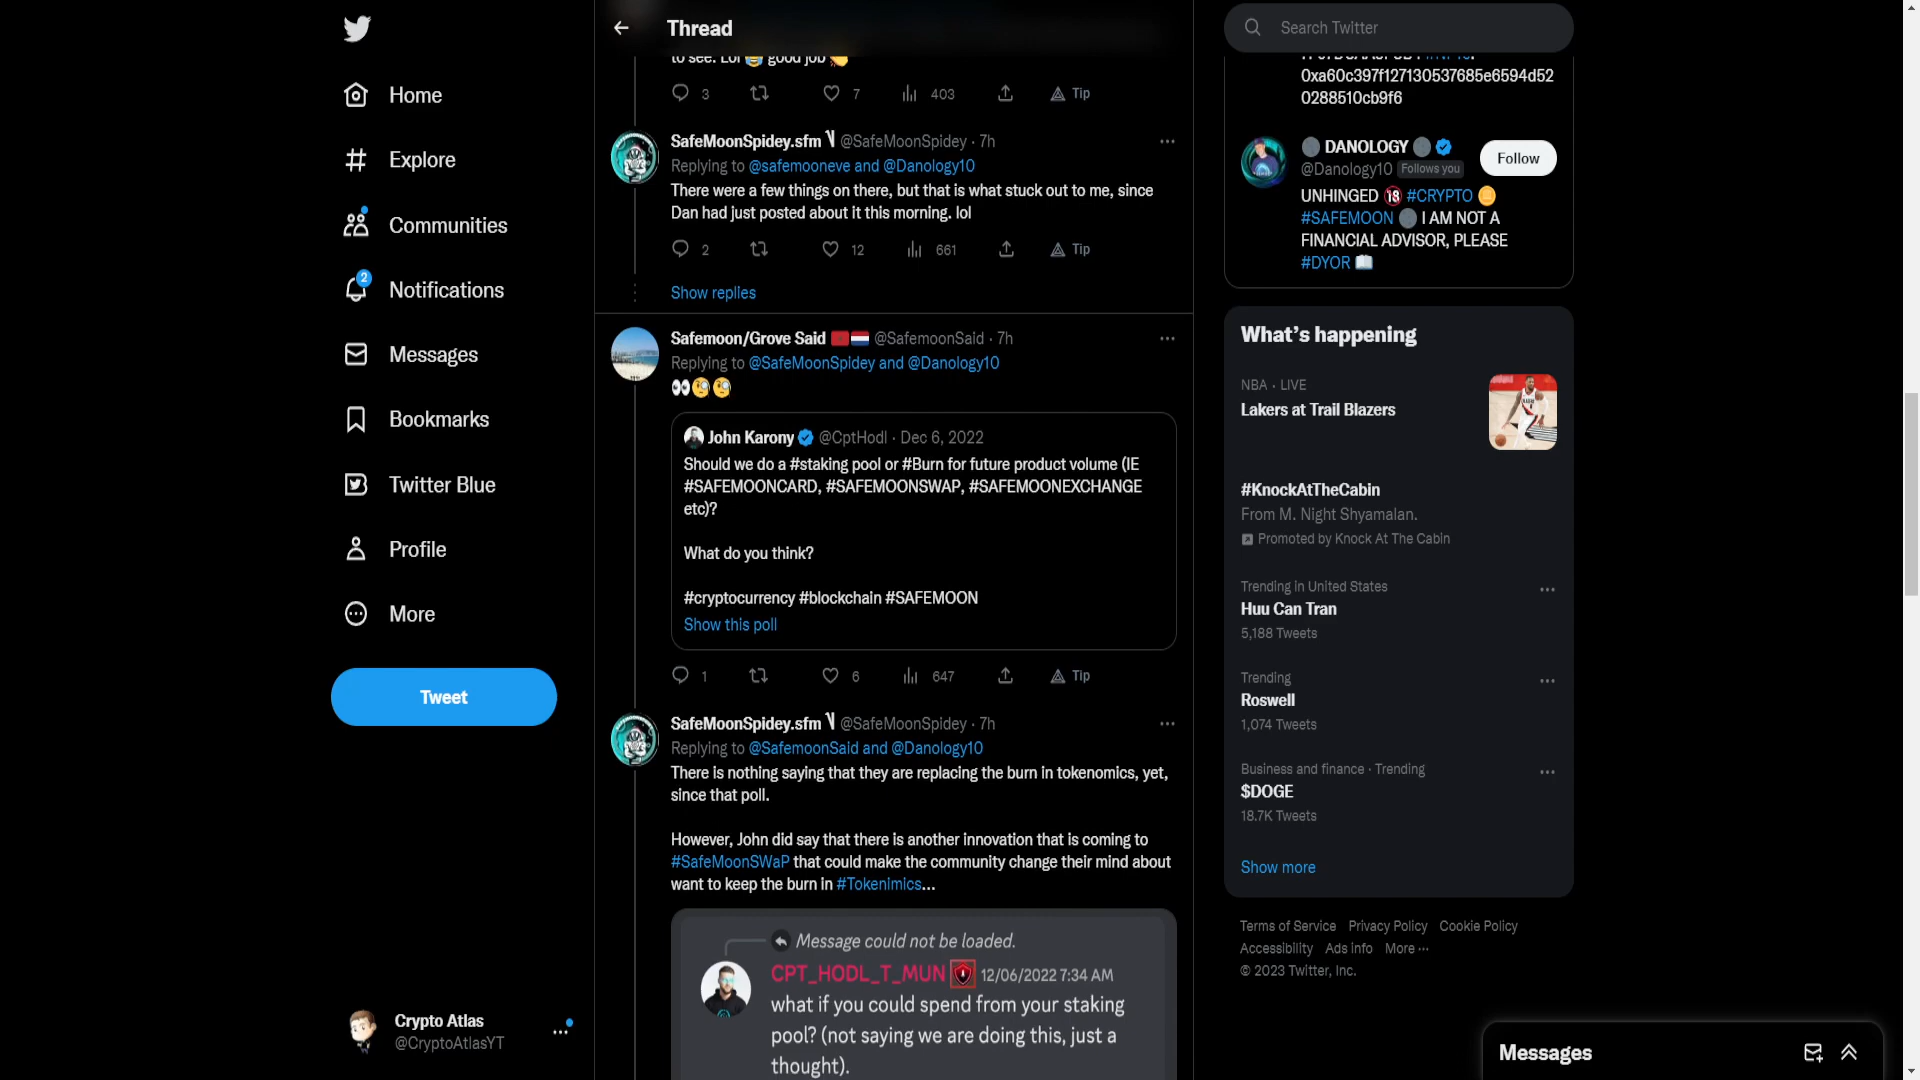 Home
Explore
Communities
2
Notifications
Messages
Bookmarks
Twitter Blue
Profile
More
Tweet
Crypto Atlas
@CryptoAtlasYT
Thread
to see. Lol 😂 good job 👏
3 7 403 Tip
SafeMoonSpidey.sfm @SafeMoonSpidey · 7h
Replying to @safemooneve and @Danology10
There were a few things on there, but that is what stuck out to me, since
Dan had just posted about it this morning. lol
2 12 661 Tip
Show replies
Safemoon/Grove Said 🇲🇦🇳🇱 @SafemoonSaid · 7h
Replying to @SafeMoonSpidey and @Danology10
👀🧐🧐
John Karony @CptHodl · Dec 6, 2022
Should we do a #staking pool or #Burn for future product volume (IE
#SAFEMOONCARD, #SAFEMOONSWAP, #SAFEMOONEXCHANGE
etc)?
What do you think?
#cryptocurrency #blockchain #SAFEMOON
Show this poll
1 6 647 Tip
SafeMoonSpidey.sfm @SafeMoonSpidey · 7h
Replying to @SafemoonSaid and @Danology10
There is nothing saying that they are replacing the burn in tokenomics, yet,
since that poll.
However, John did say that there is another innovation that is coming to
#SafeMoonSWaP that could make the community change their mind about
want to keep the burn in #Tokenimics...
Message could not be loaded.
CPT_HODL_T_MUN 12/06/2022 7:34 AM
what if you could spend from your staking
pool? (not saying we are doing this, just a
thought).
Search Twitter
0xa60c397f127130537685e6594d52
0288510cb9f6
DANOLOGY
@Danology10 Follows you
Follow
UNHINGED 🔞 #CRYPTO 🪙
#SAFEMOON 🌑 I AM NOT A
FINANCIAL ADVISOR, PLEASE
#DYOR 📖
What's happening
NBA · LIVE
Lakers at Trail Blazers
#KnockAtTheCabin
From M. Night Shyamalan.
Promoted by Knock At The Cabin
Trending in United States
Huu Can Tran
5,188 Tweets
Trending
Roswell
1,074 Tweets
Business and finance · Trending
$DOGE
18.7K Tweets
Show more
Terms of Service Privacy Policy Cookie Policy
Accessibility Ads info More ···
© 2023 Twitter, Inc.
Messages